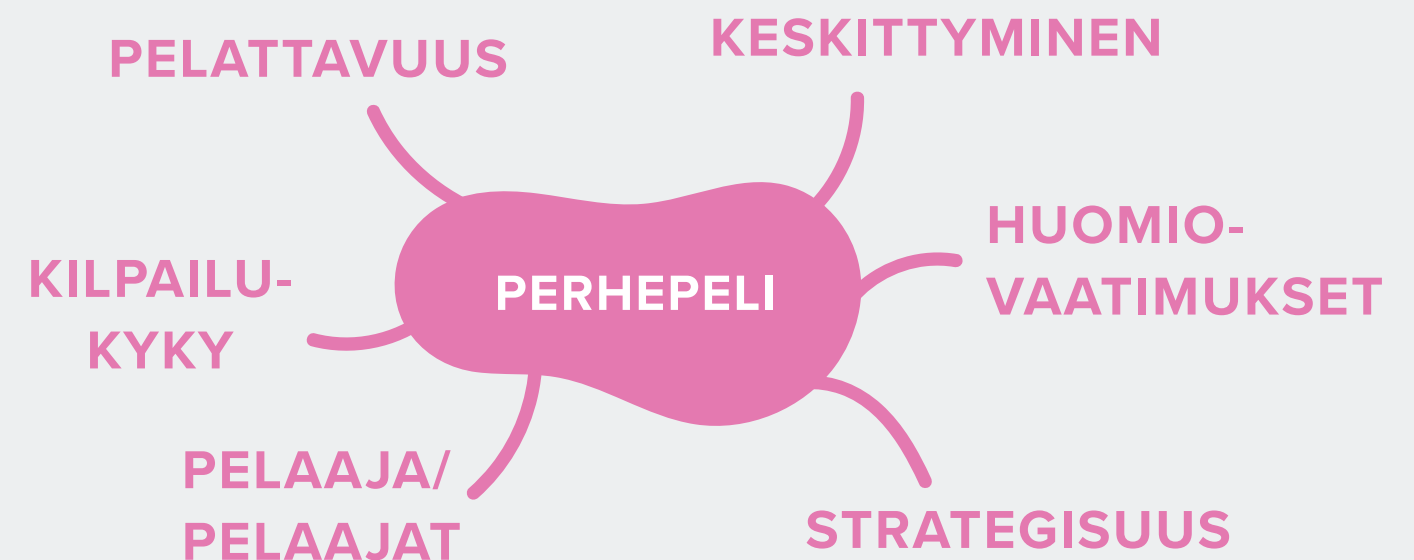 PELATTAVUUS
KESKITTYMINEN
KILPAILU-
KYKY
PERHEPELI
HUOMIO-
VAATIMUKSET
PELAAJA/
PELAAJAT
STRATEGISUUS